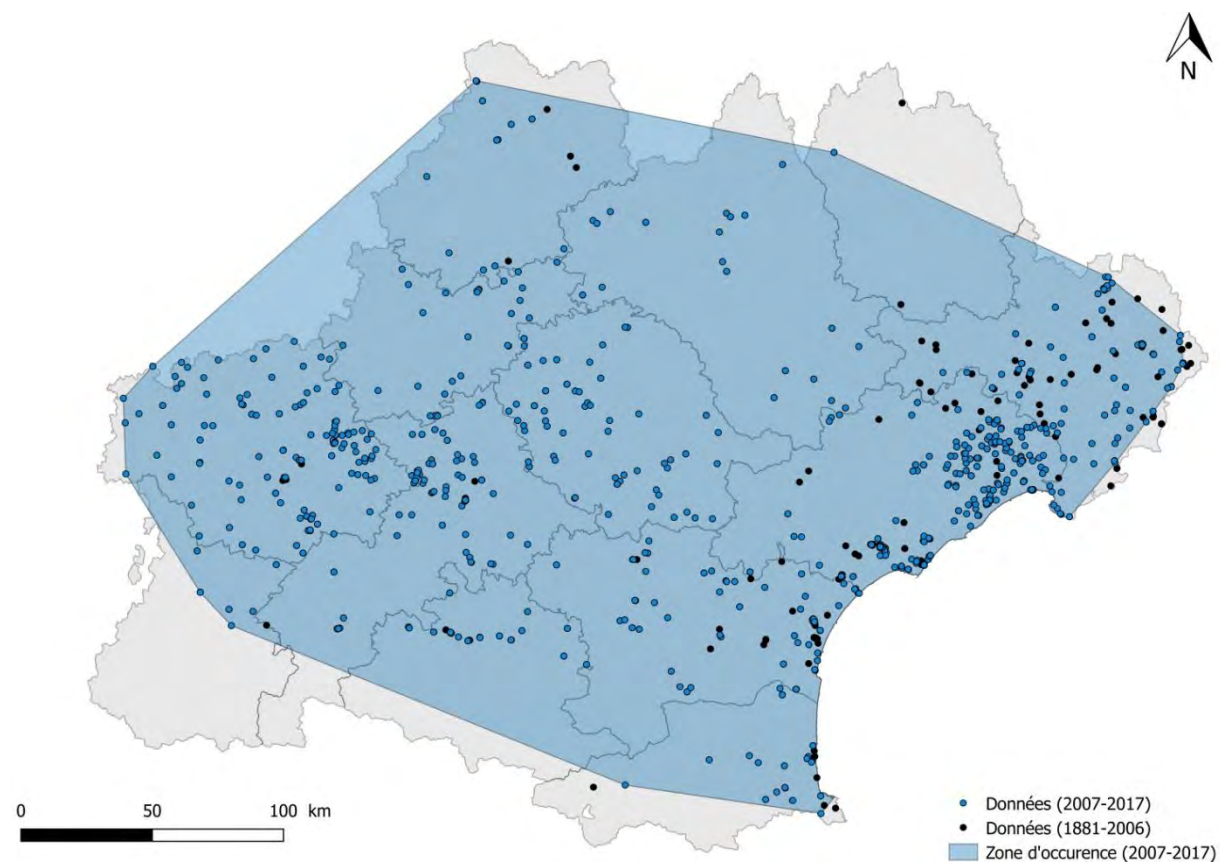 N
0 50 100 km
Données (2007-2017)
Données (1881-2006)
Zone d'occurence (2007-2017)